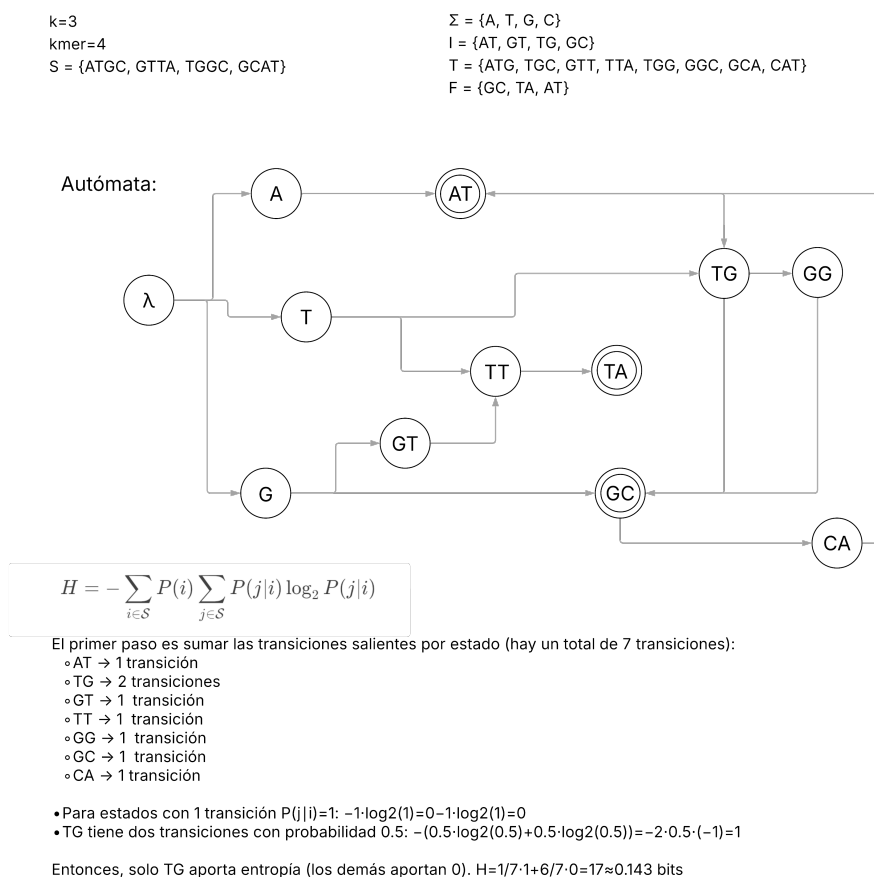 k=3
kmer=4
S = {ATGC, GTTA, TGGC, GCAT}
Σ = {A, T, G, C}
I = {AT, GT, TG, GC}
T = {ATG, TGC, GTT, TTA, TGG, GGC, GCA, CAT}
F = {GC, TA, AT}
Autómata:
A
AT
TG
GG
λ
T
TT
TA
GT
G
GC
CA
H = − ∑_{i∈S} P(i) ∑_{j∈S} P(j|i) log₂ P(j|i)
El primer paso es sumar las transiciones salientes por estado (hay un total de 7 transiciones):
∘AT → 1 transición
∘TG → 2 transiciones
∘GT → 1 transición
∘TT → 1 transición
∘GG → 1 transición
∘GC → 1 transición
∘CA → 1 transición
•Para estados con 1 transición P(j|i)=1: −1·log2(1)=0−1·log2(1)=0
•TG tiene dos transiciones con probabilidad 0.5: −(0.5·log2(0.5)+0.5·log2(0.5))=−2·0.5·(−1)=1
Entonces, solo TG aporta entropía (los demás aportan 0). H=1/7·1+6/7·0=17≈0.143 bits